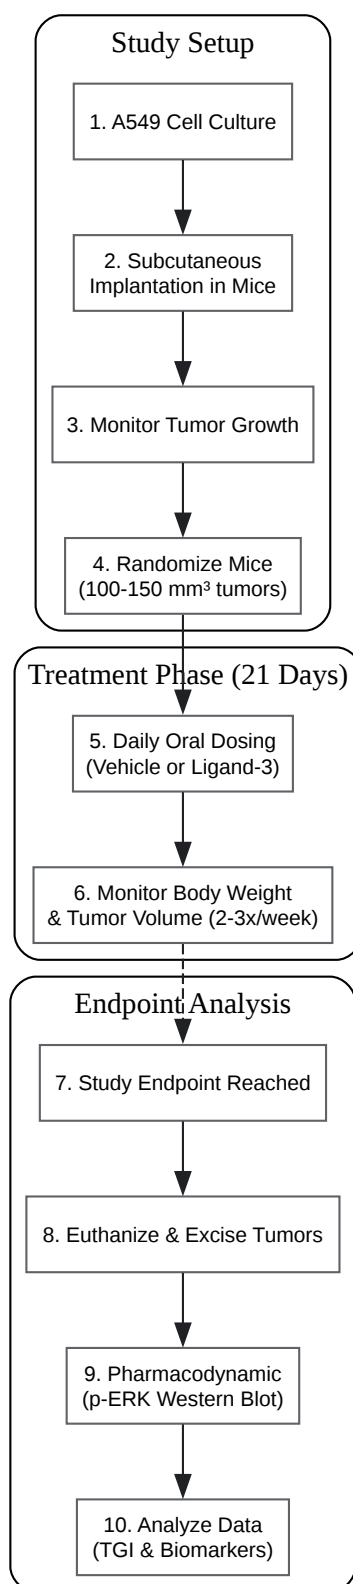 Study Setup
1. A549 Cell Culture
2. Subcutaneous
Implantation in Mice
3. Monitor Tumor Growth
4. Randomize Mice
(100-150 mm³ tumors)
Treatment Phase (21 Days)
5. Daily Oral Dosing
(Vehicle or Ligand-3)
6. Monitor Body Weight
& Tumor Volume (2-3x/week)
Endpoint Analysis
7. Study Endpoint Reached
8. Euthanize & Excise Tumors
9. Pharmacodynamic
(p-ERK Western Blot)
10. Analyze Data
(TGI & Biomarkers)